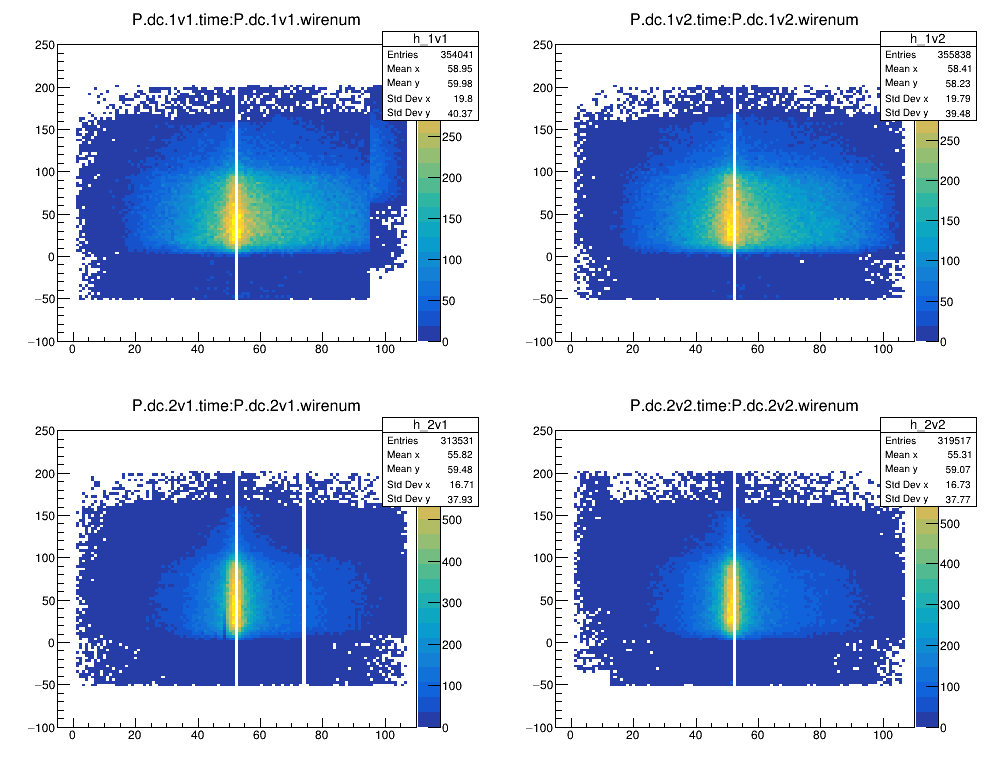 P.dc.1v1.time:P.dc.1v1.wirenum
h_1v1
Entries 354041
Mean x 58.95
Mean y 59.98
Std Dev x 19.8
Std Dev y 40.37
250
200
150
100
50
0
−50
−100
0 20 40 60 80 100
250
200
150
100
50
0
P.dc.1v2.time:P.dc.1v2.wirenum
h_1v2
Entries 355838
Mean x 58.41
Mean y 58.23
Std Dev x 19.79
Std Dev y 39.48
250
200
150
100
50
0
−50
−100
0 20 40 60 80 100
250
200
150
100
50
0
P.dc.2v1.time:P.dc.2v1.wirenum
h_2v1
Entries 313531
Mean x 55.82
Mean y 59.48
Std Dev x 16.71
Std Dev y 37.93
250
200
150
100
50
0
−50
−100
0 20 40 60 80 100
500
400
300
200
100
0
P.dc.2v2.time:P.dc.2v2.wirenum
h_2v2
Entries 319517
Mean x 55.31
Mean y 59.07
Std Dev x 16.73
Std Dev y 37.77
250
200
150
100
50
0
−50
−100
0 20 40 60 80 100
500
400
300
200
100
0